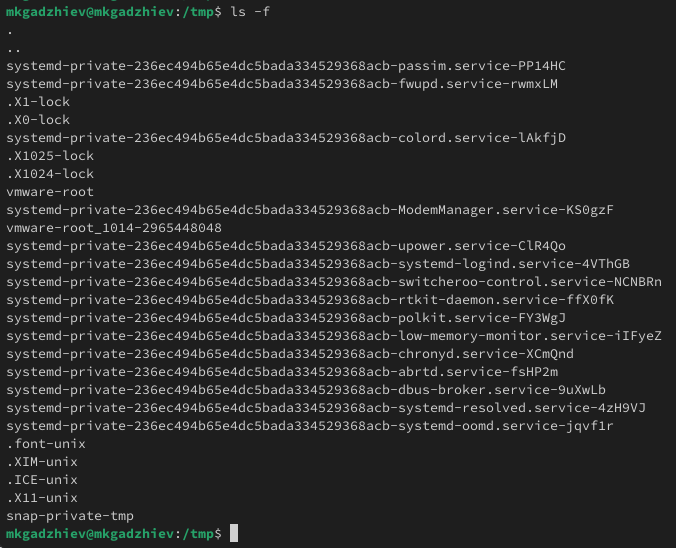 mkgadzhiev@mkgadzhiev:/tmp$ ls -f
.
..
systemd-private-236ec494b65e4dc5bada334529368acb-passim.service-PP14HC
systemd-private-236ec494b65e4dc5bada334529368acb-fwupd.service-rwmxLM
.X1-lock
.X0-lock
systemd-private-236ec494b65e4dc5bada334529368acb-colord.service-lAkfjD
.X1025-lock
.X1024-lock
vmware-root
systemd-private-236ec494b65e4dc5bada334529368acb-ModemManager.service-KS0gzF
vmware-root_1014-2965448048
systemd-private-236ec494b65e4dc5bada334529368acb-upower.service-ClR4Qo
systemd-private-236ec494b65e4dc5bada334529368acb-systemd-logind.service-4VThGB
systemd-private-236ec494b65e4dc5bada334529368acb-switcheroo-control.service-NCNBRn
systemd-private-236ec494b65e4dc5bada334529368acb-rtkit-daemon.service-ffX0fK
systemd-private-236ec494b65e4dc5bada334529368acb-polkit.service-FY3WgJ
systemd-private-236ec494b65e4dc5bada334529368acb-low-memory-monitor.service-iIFyeZ
systemd-private-236ec494b65e4dc5bada334529368acb-chronyd.service-XCmQnd
systemd-private-236ec494b65e4dc5bada334529368acb-abrtd.service-fsHP2m
systemd-private-236ec494b65e4dc5bada334529368acb-dbus-broker.service-9uXwLb
systemd-private-236ec494b65e4dc5bada334529368acb-systemd-resolved.service-4zH9VJ
systemd-private-236ec494b65e4dc5bada334529368acb-systemd-oomd.service-jqvf1r
.font-unix
.XIM-unix
.ICE-unix
.X11-unix
snap-private-tmp
mkgadzhiev@mkgadzhiev:/tmp$